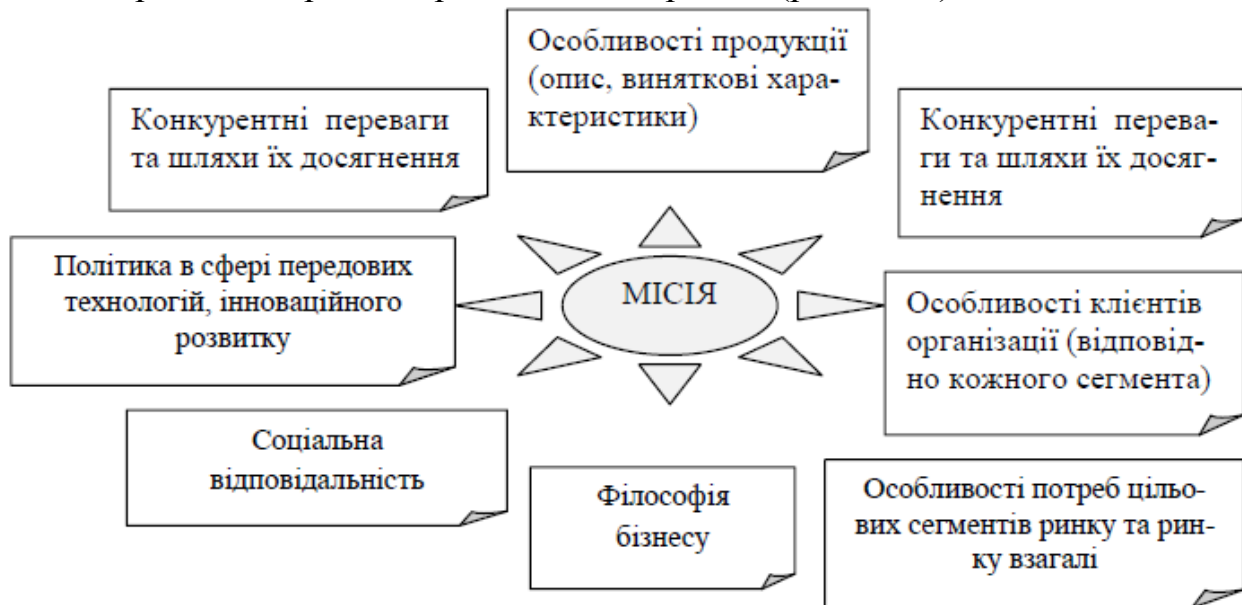 Особливості продукції
(опис, виняткові хара-
ктеристики)
Конкурентні переваги
та шляхи їх досягнення
Конкурентні перева-
ги та шляхи їх досяг-
нення
Політика в сфері передових
технологій, інноваційного
розвитку
МІСІЯ
Особливості клієнтів
організації (відповід-
но кожного сегмента)
Соціальна
відповідальність
Філософія
бізнесу
Особливості потреб цільо-
вих сегментів ринку та рин-
ку взагалі